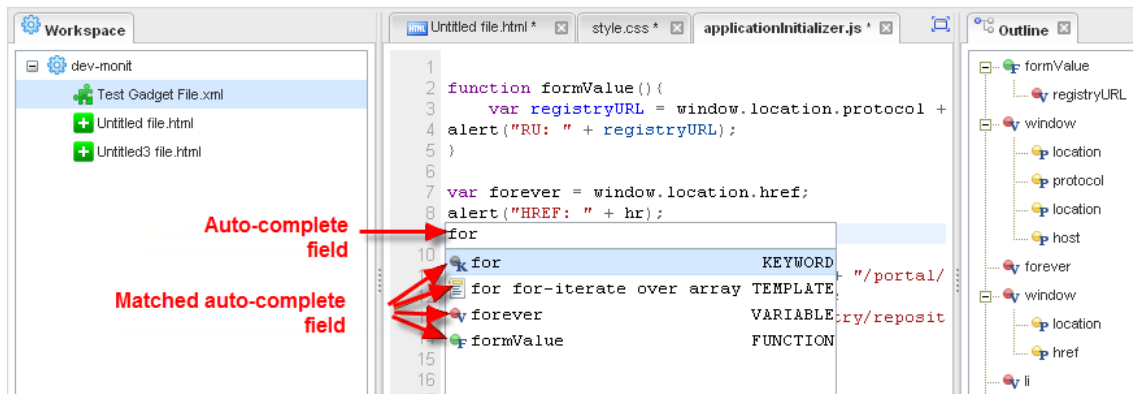 Workspace
dev-monit
Test Gadget File.xml
Untitled file.html
Untitled3 file.html
Auto-complete
field
Matched auto-complete
field
HTML Untitled file.html *
style.css *
applicationInitializer.js *
1
2 function formValue(){
3 var registryURL = window.location.protocol +
4 alert("RU: " + registryURL);
5 }
6
7 var forever = window.location.href;
8 alert("HREF: " + hr);
for
10
for KEYWORD
"/portal/
for for-iterate over array TEMPLATE
forever VARIABLE
try/reposit
14
formValue FUNCTION
15
16
Outline
formValue
registryURL
window
location
protocol
location
host
forever
window
location
href
li